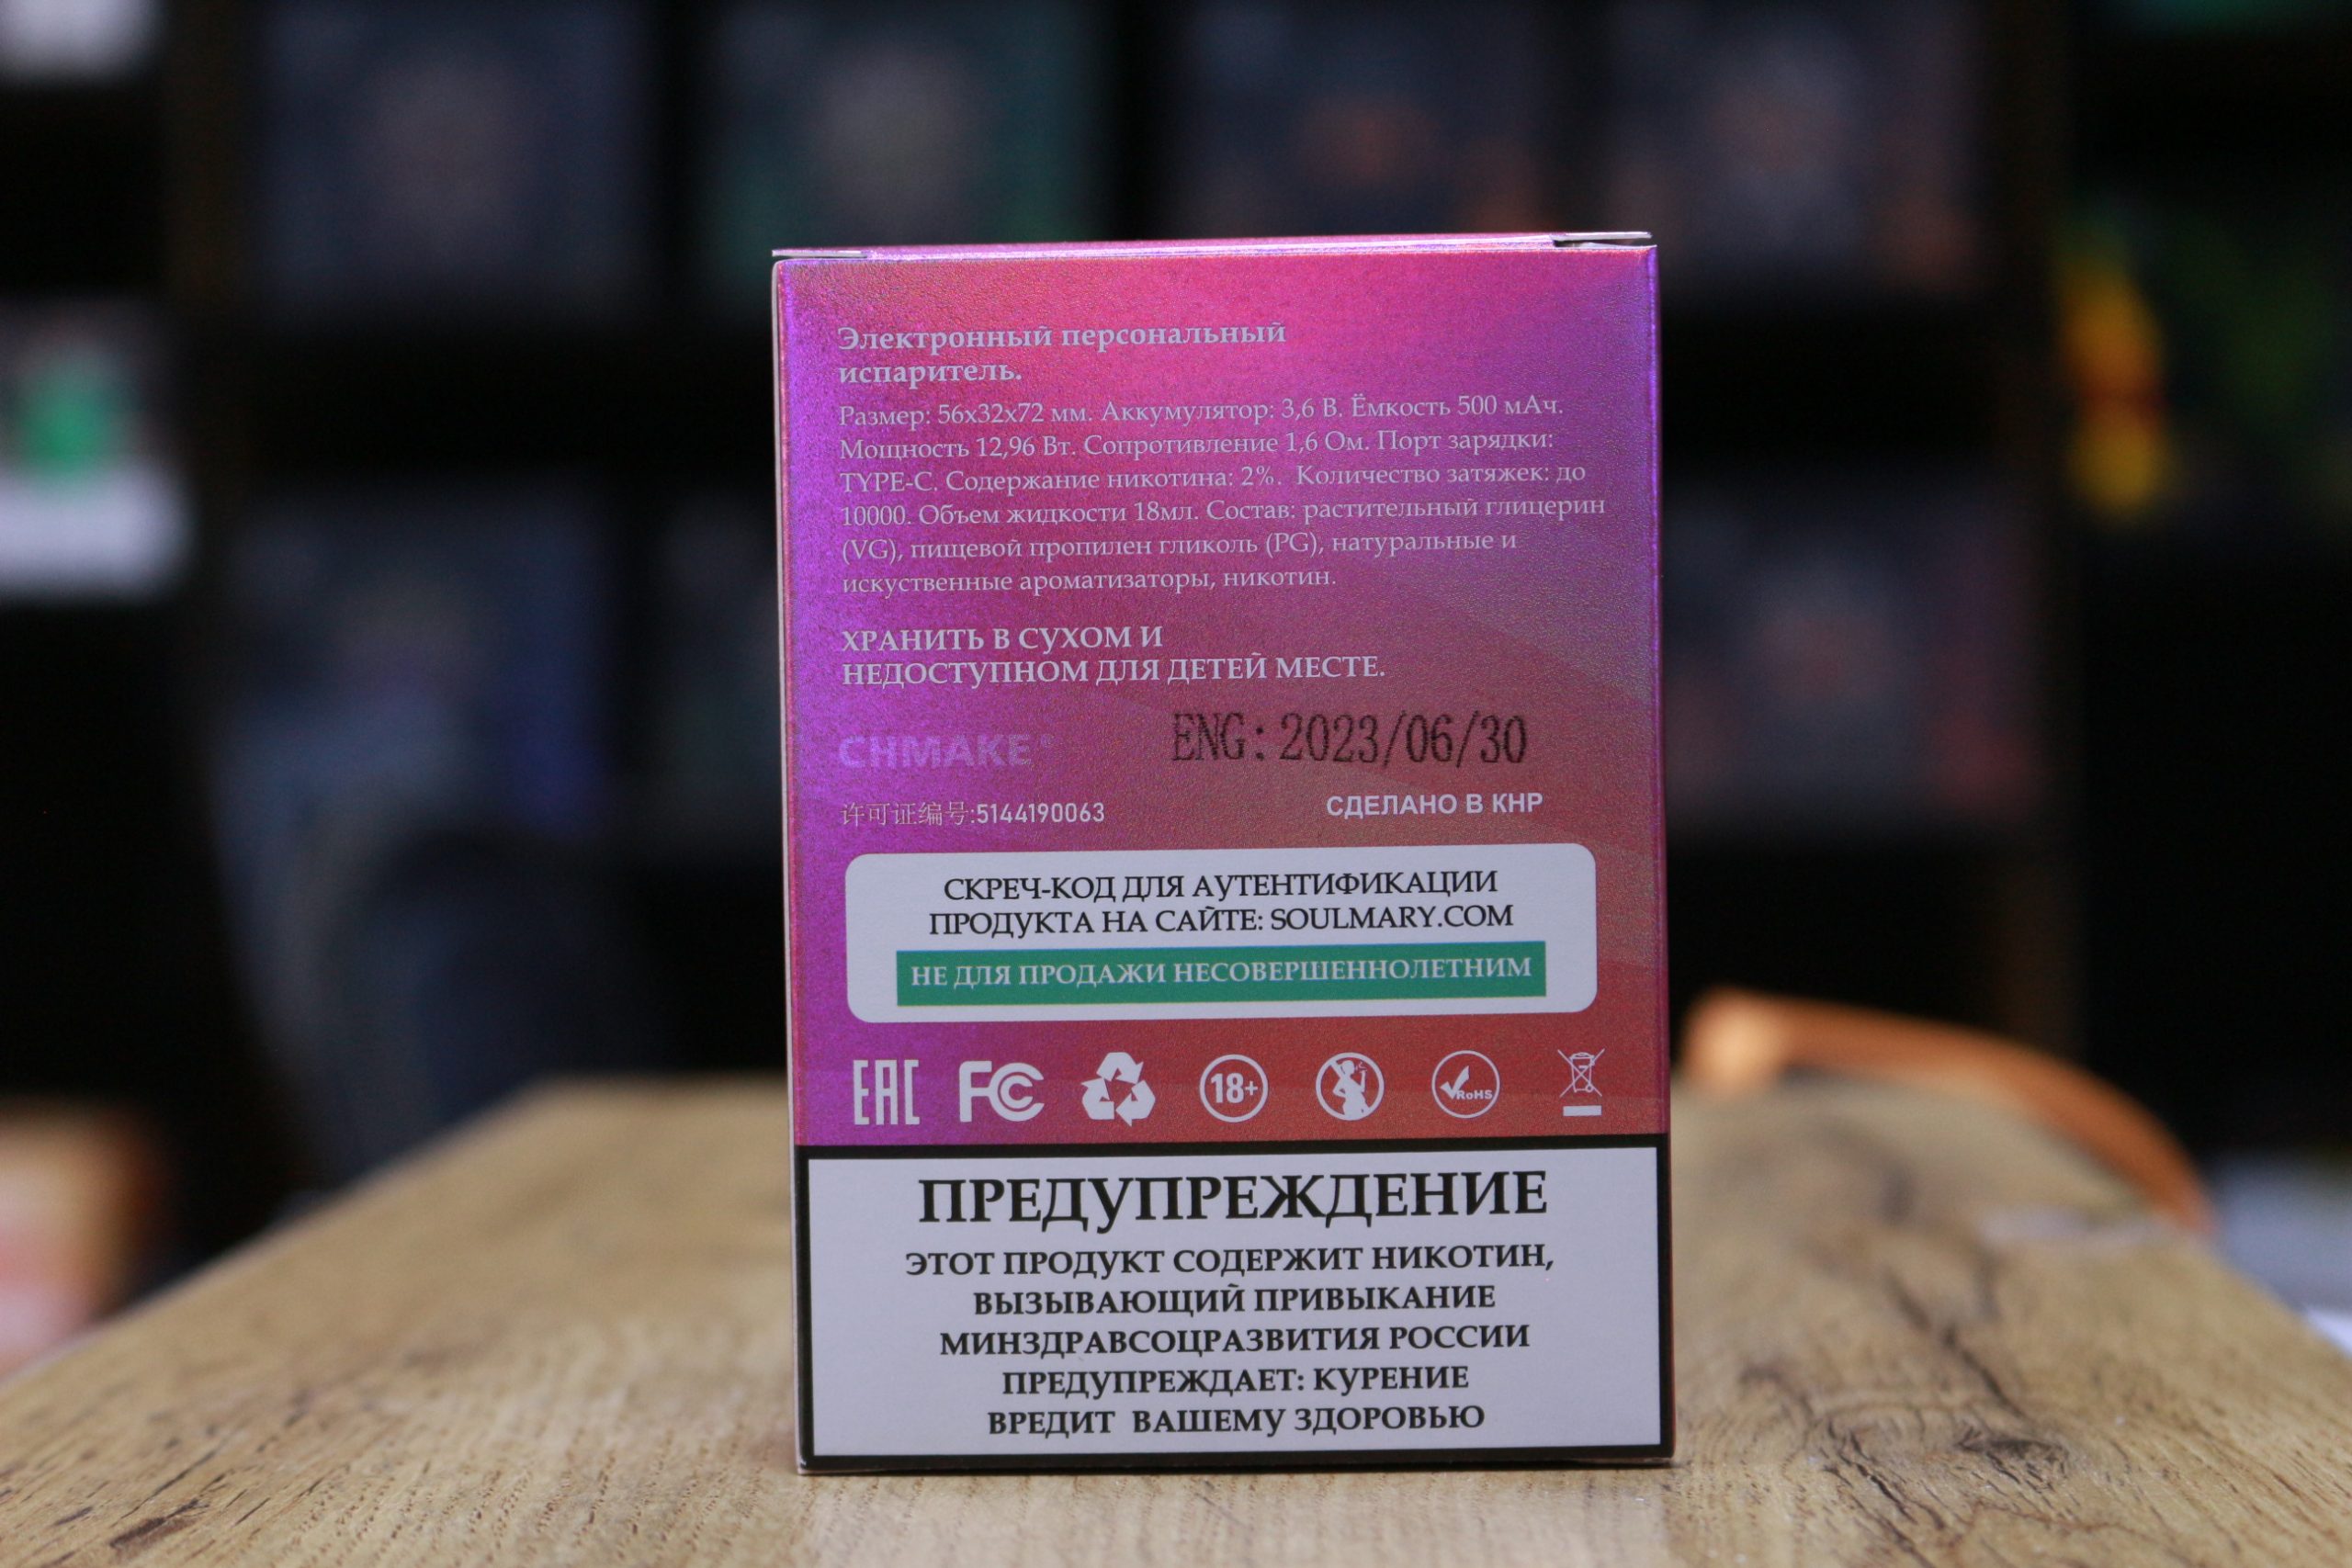 Электронный персональный
испаритель.
Размер: 56x32x72 мм. Аккумулятор: 3,6 В. Ёмкость 500 мАч.
Мощность 12,96 Вт. Сопротивление 1,6 Ом. Порт зарядки:
TYPE-C. Содержание никотина: 2%. Количество затяжек: до
10000. Объем жидкости 18мл. Состав: растительный глицерин
(VG), пищевой пропилен гликоль (PG), натуральные и
искуственные ароматизаторы, никотин.
ХРАНИТЬ В СУХОМ И
НЕДОСТУПНОМ ДЛЯ ДЕТЕЙ МЕСТЕ.
CHMAKE® ENG: 2023/06/30
许可证编号:5144190063 СДЕЛАНО В КНР
СКРЕЧ-КОД ДЛЯ АУТЕНТИФИКАЦИИ
ПРОДУКТА НА САЙТЕ: SOULMARY.COM
НЕ ДЛЯ ПРОДАЖИ НЕСОВЕРШЕННОЛЕТНИМ
EAC FC 18+ RoHS
ПРЕДУПРЕЖДЕНИЕ
ЭТОТ ПРОДУКТ СОДЕРЖИТ НИКОТИН,
ВЫЗЫВАЮЩИЙ ПРИВЫКАНИЕ
МИНЗДРАВСОЦРАЗВИТИЯ РОССИИ
ПРЕДУПРЕЖДАЕТ: КУРЕНИЕ
ВРЕДИТ ВАШЕМУ ЗДОРОВЬЮ